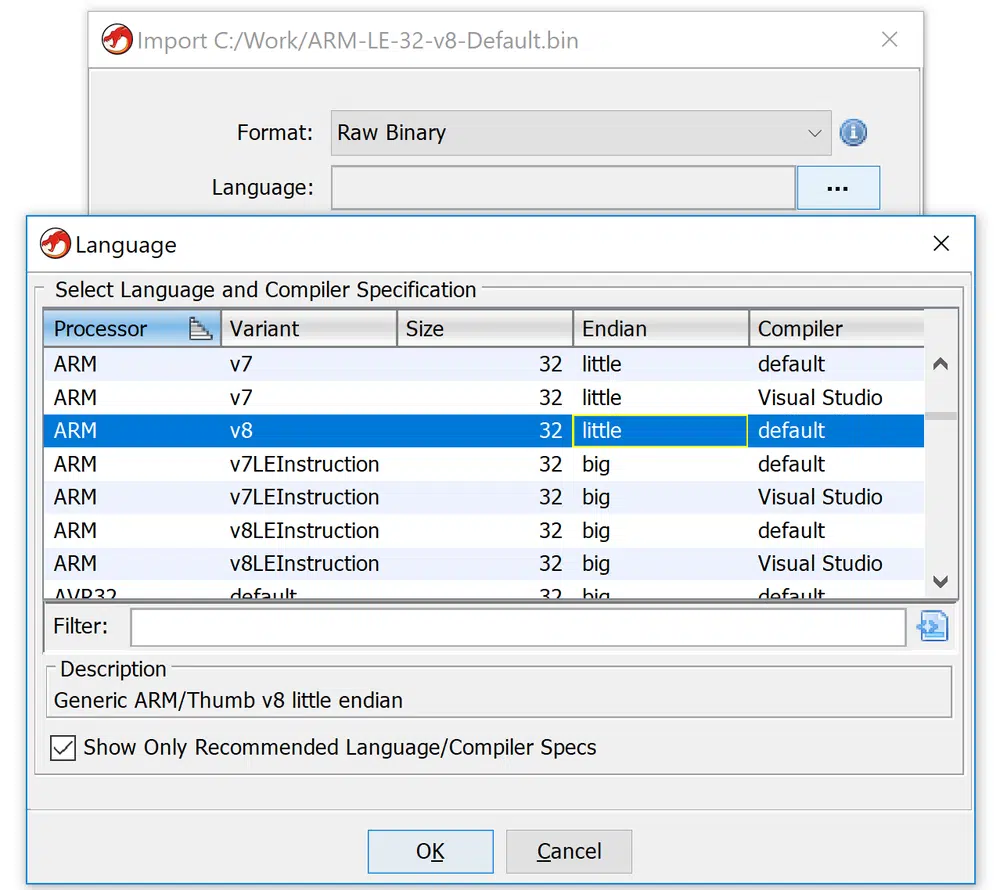 Import C:/Work/ARM-LE-32-v8-Default.bin
Format: Raw Binary
Language: ...
Language
Select Language and Compiler Specification
Processor Variant Size Endian Compiler
ARM v7 32 little default
ARM v7 32 little Visual Studio
ARM v8 32 little default
ARM v7LEInstruction 32 big default
ARM v7LEInstruction 32 big Visual Studio
ARM v8LEInstruction 32 big default
ARM v8LEInstruction 32 big Visual Studio
AVR32 default 32 big default
Filter:
Description
Generic ARM/Thumb v8 little endian
Show Only Recommended Language/Compiler Specs
OK Cancel